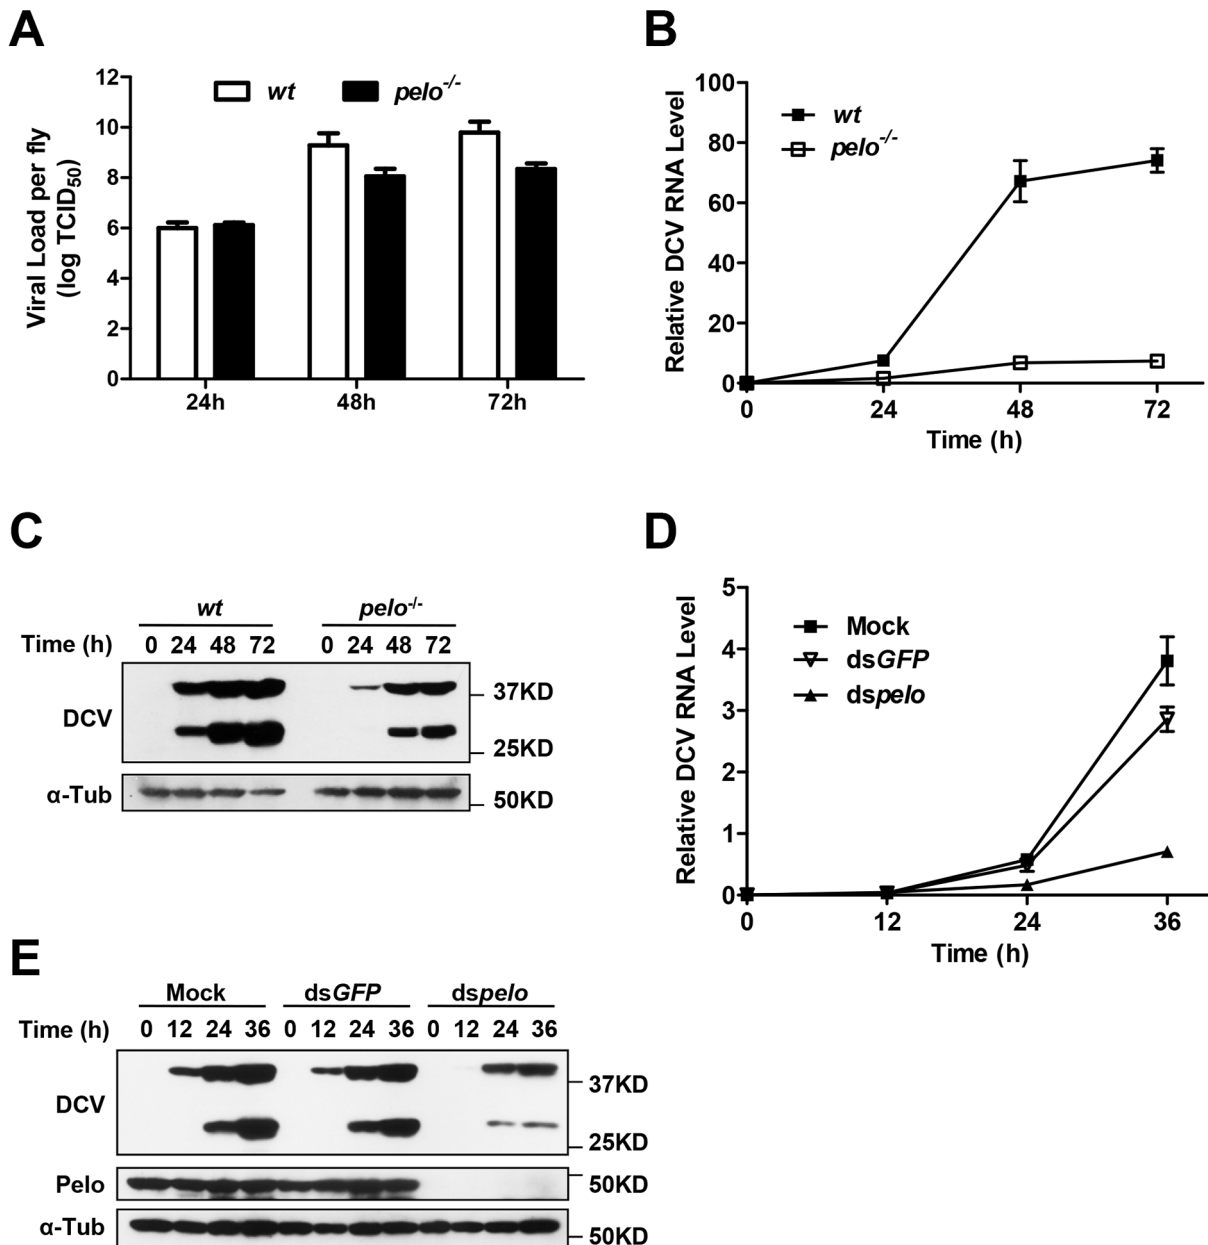 A
12
10
8
6
4
2
0
Viral Load per fly
(log TCID50)
wt
pelo-/-
24h
48h
72h
B
100
80
60
40
20
0
Relative DCV RNA Level
wt
pelo-/-
0
24
48
72
Time (h)
C
wt
pelo-/-
Time (h) 0 24 48 72 0 24 48 72
DCV
37KD
25KD
α-Tub
50KD
D
5
4
3
2
1
0
Relative DCV RNA Level
Mock
dsGFP
dspelo
0
12
24
36
Time (h)
E
Mock
dsGFP
dspelo
Time (h) 0 12 24 36 0 12 24 36 0 12 24 36
DCV
37KD
25KD
Pelo
50KD
α-Tub
50KD